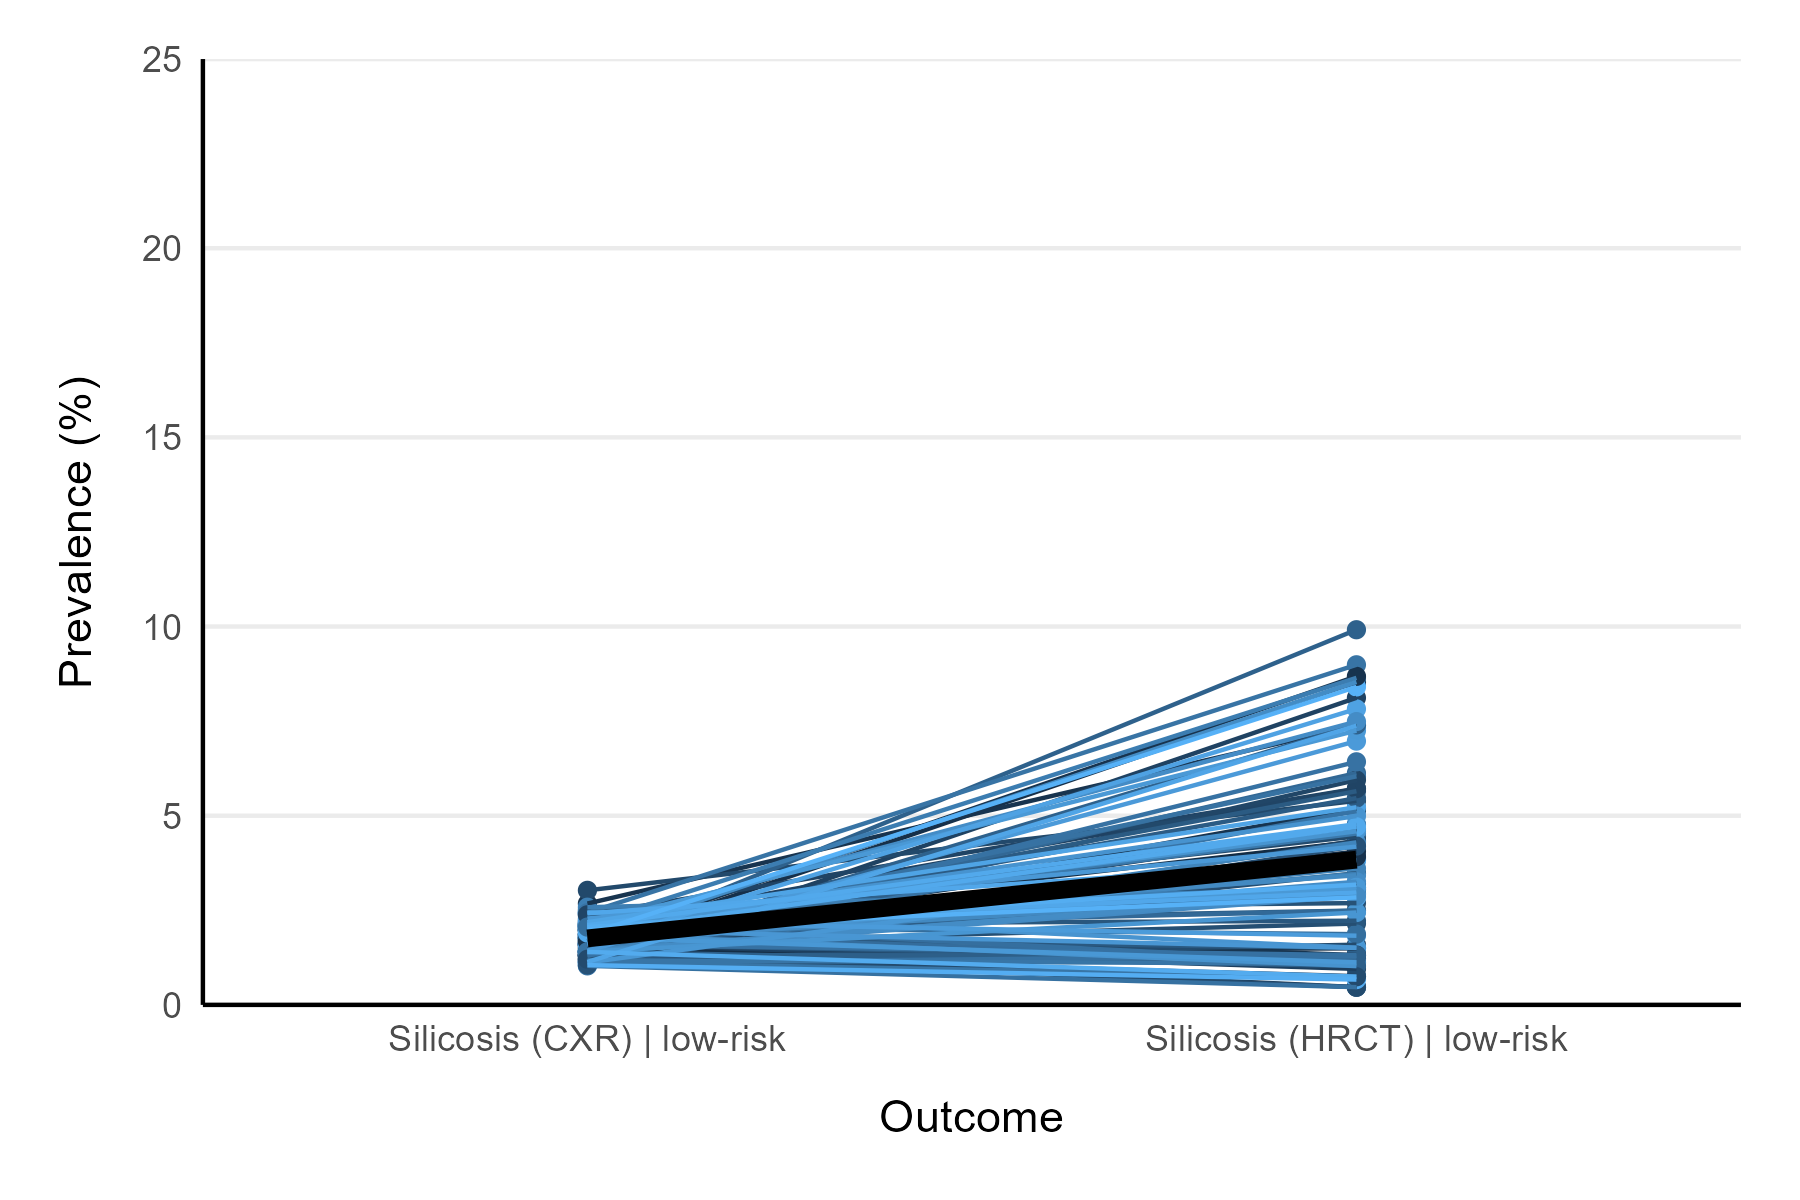 25
20
15
10
5
0
Prevalence (%)
Silicosis (CXR) | low-risk
Silicosis (HRCT) | low-risk
Outcome